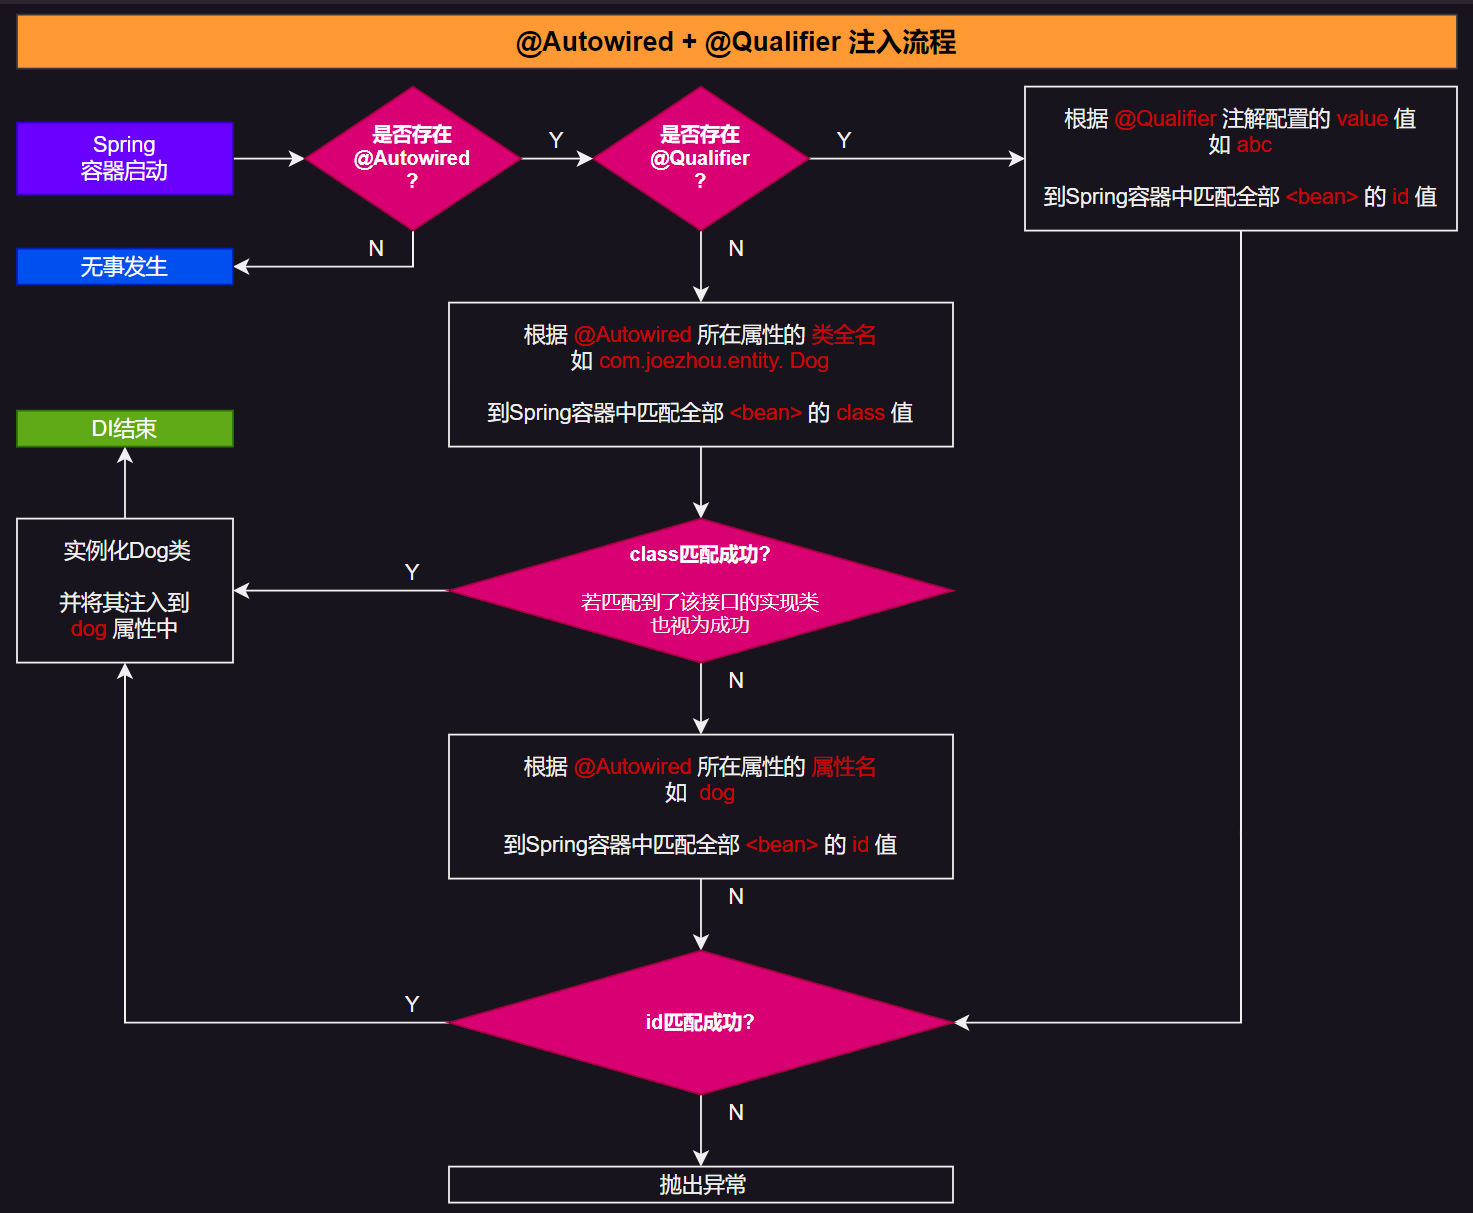 @Autowired + @Qualifier 注入流程
Spring
容器启动
是否存在
@Autowired
?
Y
是否存在
@Qualifier
?
Y
根据 @Qualifier 注解配置的 value 值
如 abc
到Spring容器中匹配全部 <bean> 的 id 值
N
无事发生
N
根据 @Autowired 所在属性的 类全名
如 com.joezhou.entity. Dog
到Spring容器中匹配全部 <bean> 的 class 值
DI结束
实例化Dog类
并将其注入到
dog 属性中
Y
class匹配成功?
若匹配到了该接口的实现类
也视为成功
N
根据 @Autowired 所在属性的 属性名
如 dog
到Spring容器中匹配全部 <bean> 的 id 值
N
Y
id匹配成功?
N
抛出异常